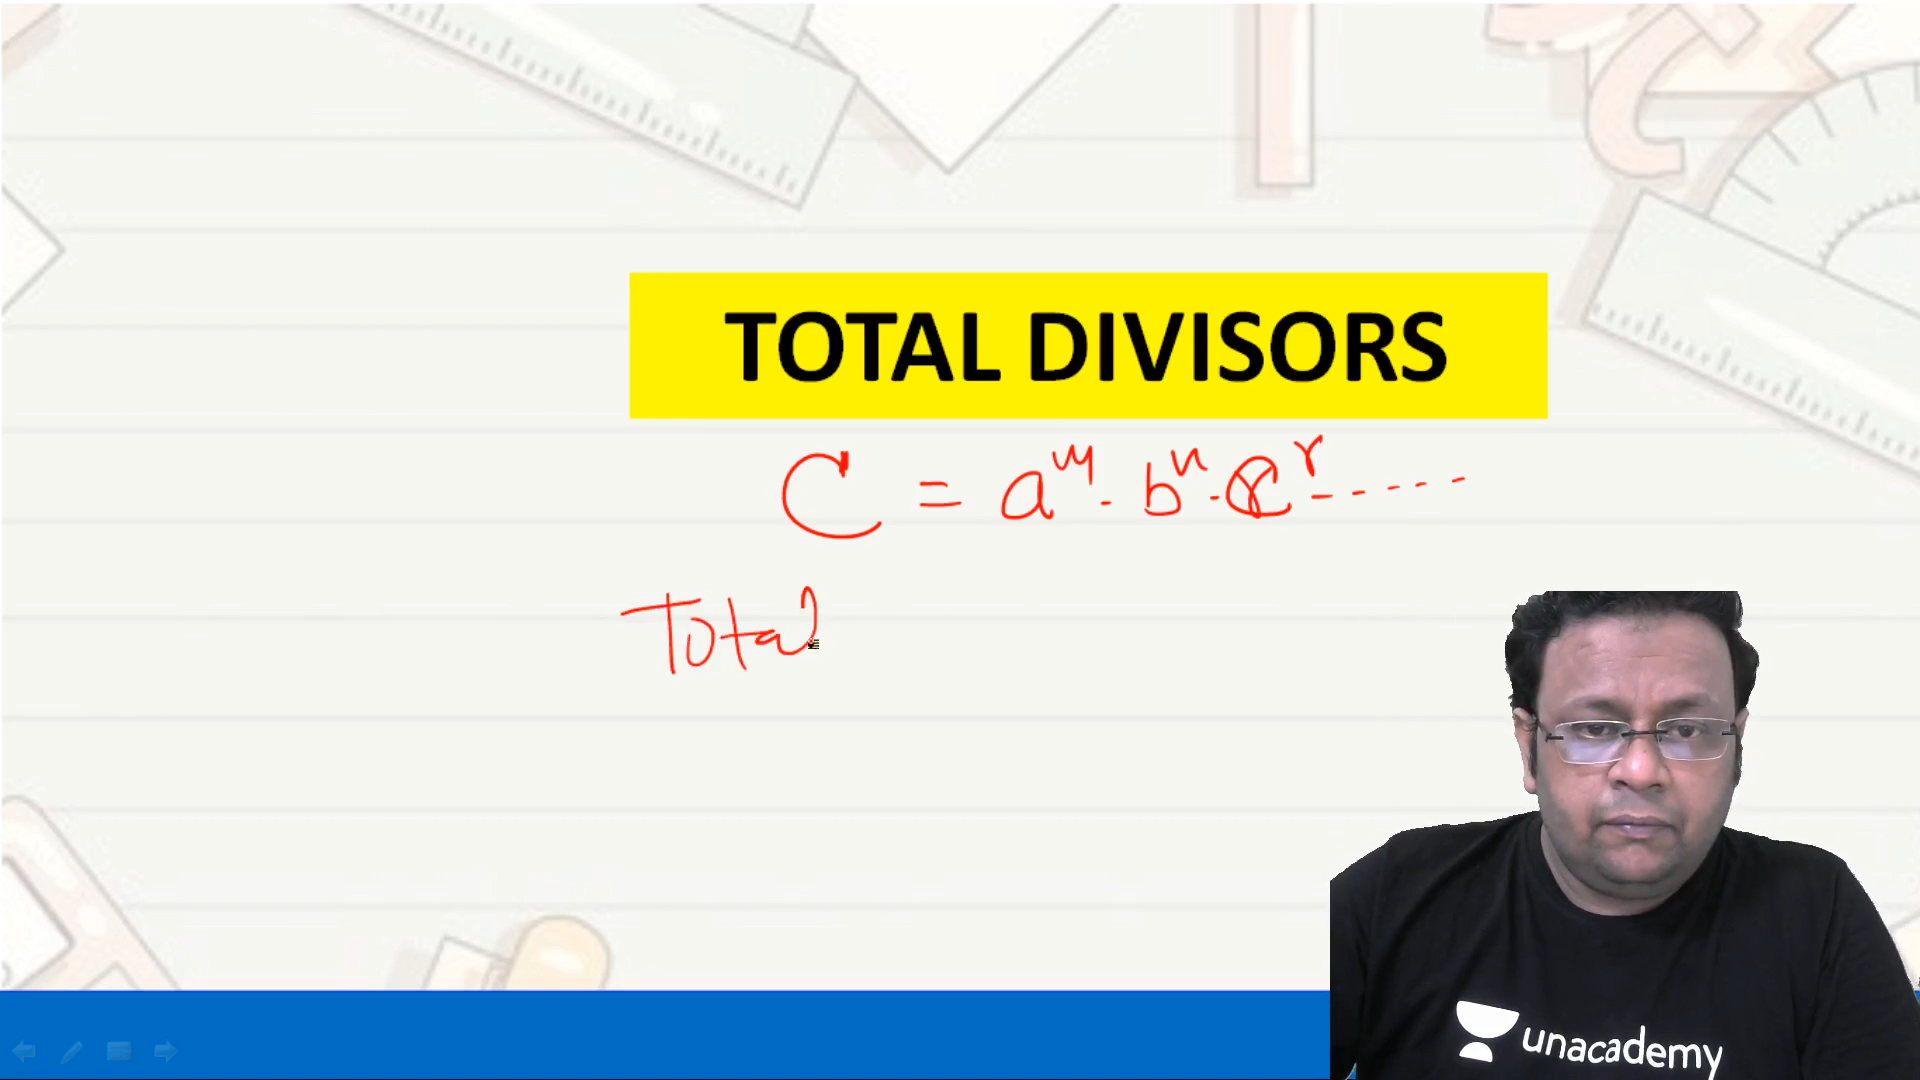 TOTAL DIVISORS
C = a^m . b^n . c^r ......
Total
unacademy